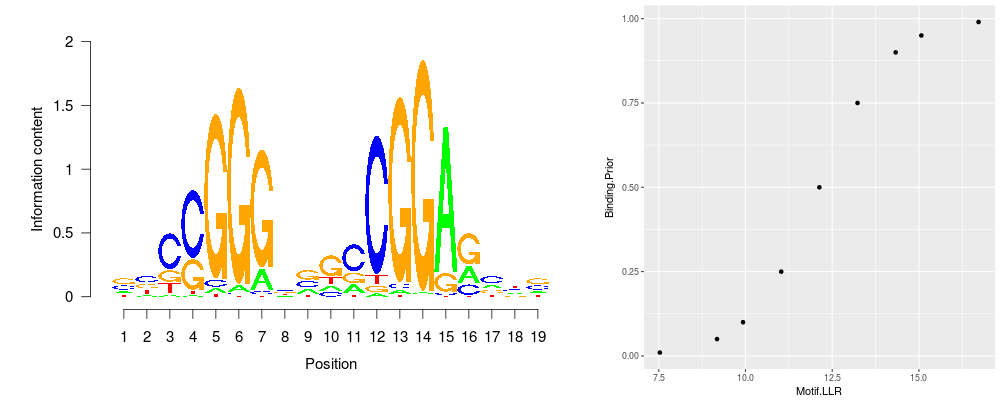 2
1.5
1
0.5
0
Information content
1 2 3 4 5 6 7 8 9 10 11 12 13 14 15 16 17 18 19
Position
C C G G G G C C G G A G
G A G A
1.00
0.75
0.50
0.25
0.00
Binding.Prior
7.5 10.0 12.5 15.0
Motif.LLR